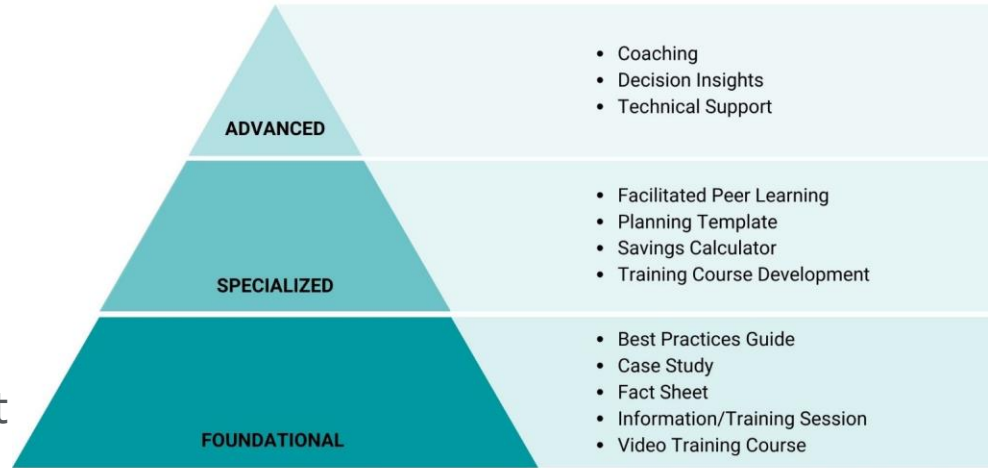 • Coaching
• Decision Insights
• Technical Support
ADVANCED
• Facilitated Peer Learning
• Planning Template
• Savings Calculator
• Training Course Development
SPECIALIZED
• Best Practices Guide
• Case Study
• Fact Sheet
• Information/Training Session
• Video Training Course
FOUNDATIONAL
t